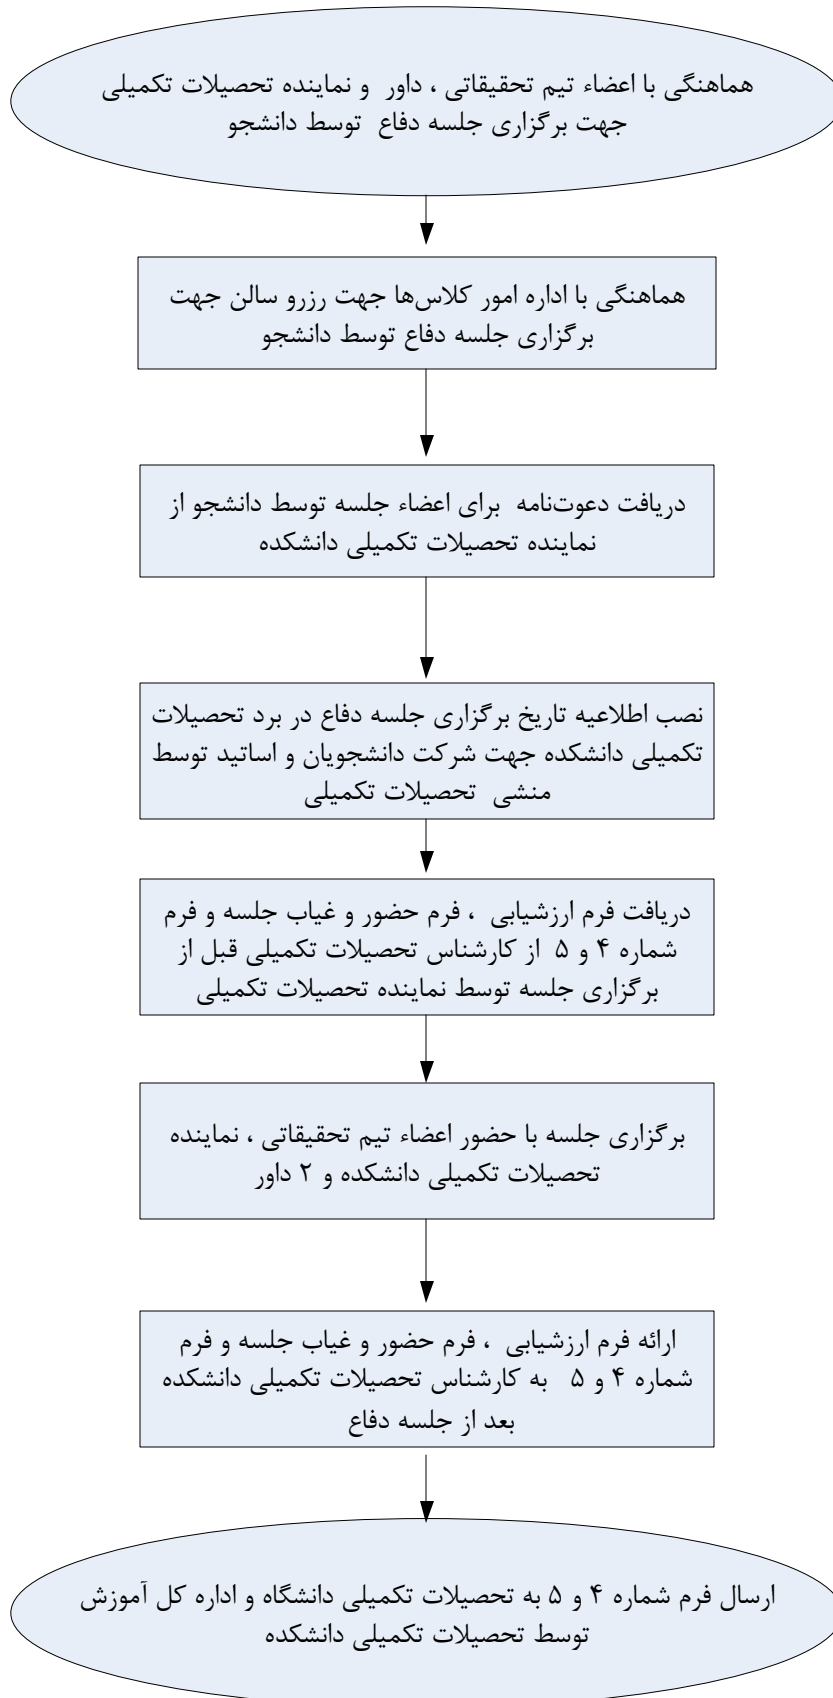 هماهنگی با اعضاء تیم تحقیقاتی ، داور و نماینده تحصیلات تکمیلی
جهت برگزاری جلسه دفاع توسط دانشجو
هماهنگی با اداره امور کلاس‌ها جهت رزرو سالن جهت
برگزاری جلسه دفاع توسط دانشجو
دریافت دعوت‌نامه برای اعضاء جلسه توسط دانشجو از
نماینده تحصیلات تکمیلی دانشکده
نصب اطلاعیه تاریخ برگزاری جلسه دفاع در برد تحصیلات
تکمیلی دانشکده جهت شرکت دانشجویان و اساتید توسط
منشی تحصیلات تکمیلی
دریافت فرم ارزشیابی ، فرم حضور و غیاب جلسه و فرم
شماره ۴ و ۵ از کارشناس تحصیلات تکمیلی قبل از
برگزاری جلسه توسط نماینده تحصیلات تکمیلی
برگزاری جلسه با حضور اعضاء تیم تحقیقاتی ، نماینده
تحصیلات تکمیلی دانشکده و ۲ داور
ارائه فرم ارزشیابی ، فرم حضور و غیاب جلسه و فرم
شماره ۴ و ۵ به کارشناس تحصیلات تکمیلی دانشکده
بعد از جلسه دفاع
ارسال فرم شماره ۴ و ۵ به تحصیلات تکمیلی دانشگاه و اداره کل آموزش
توسط تحصیلات تکمیلی دانشکده